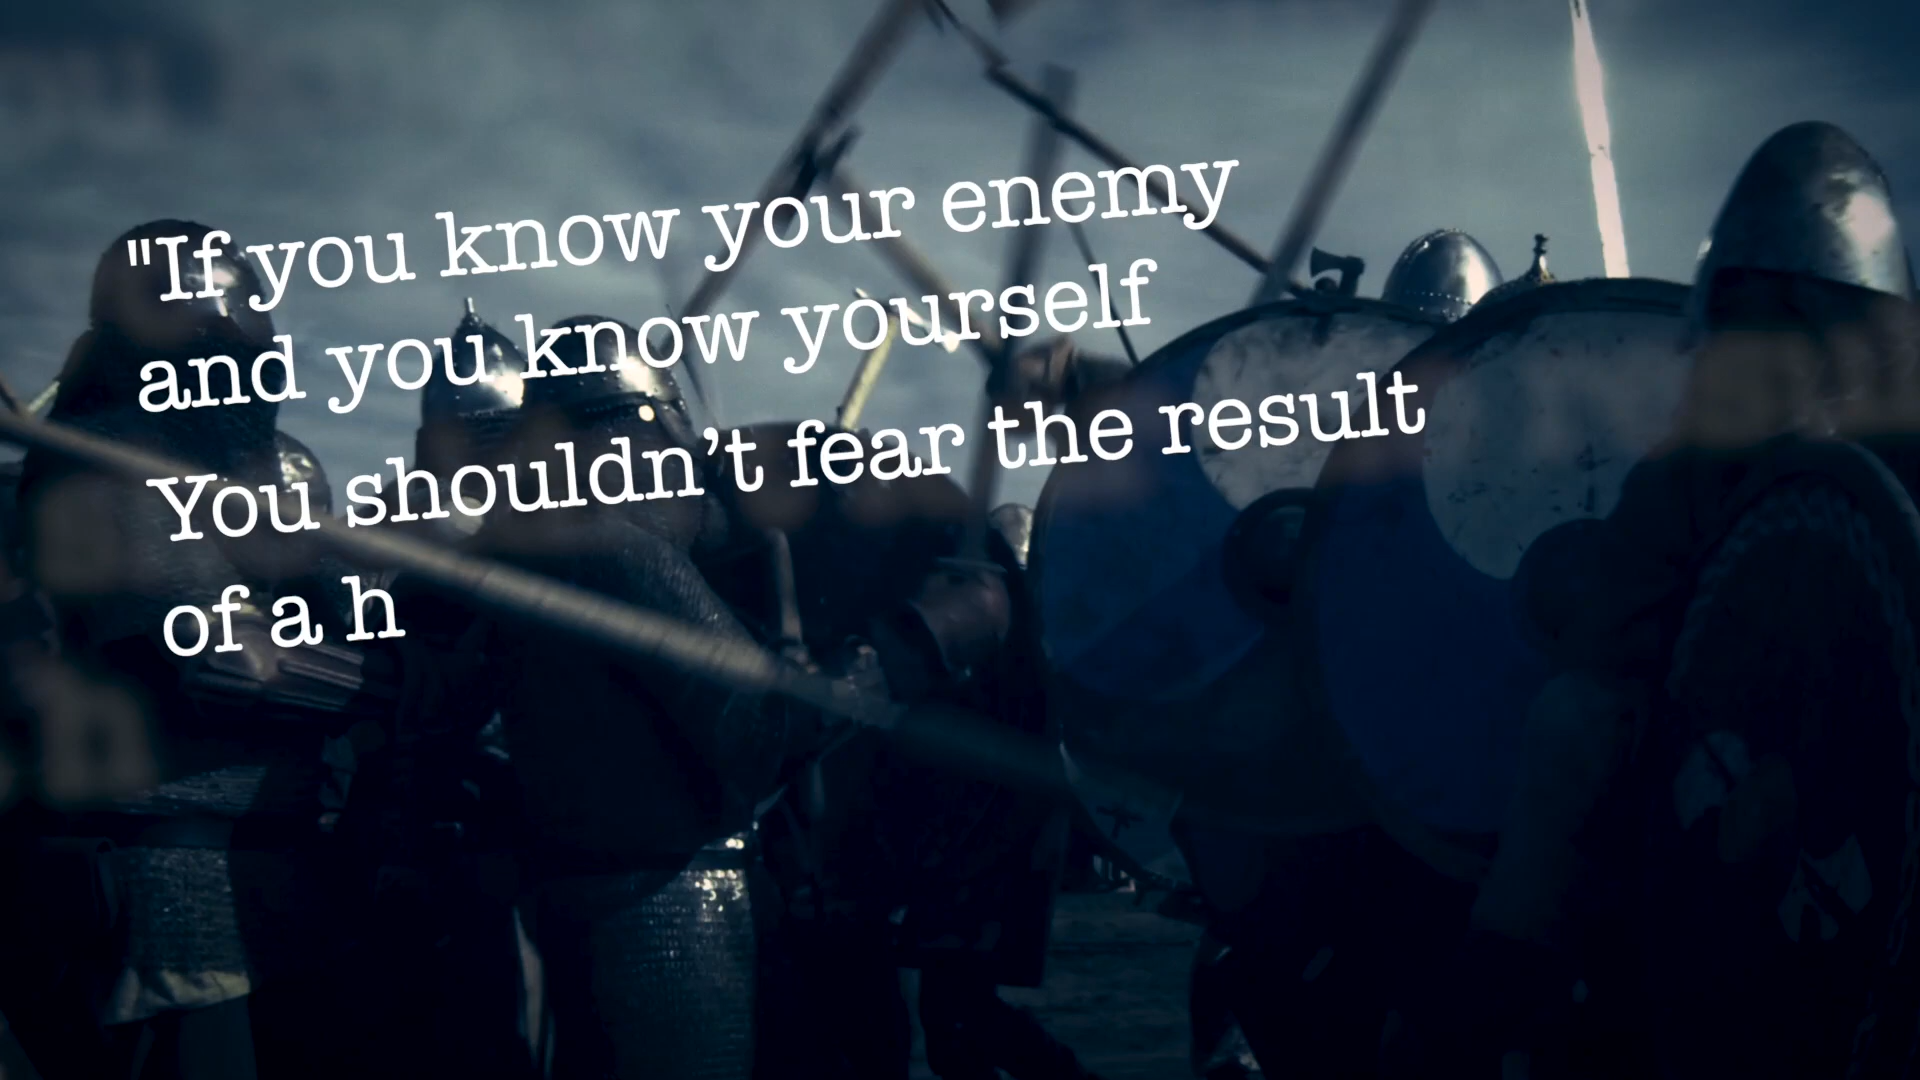 "If you know your enemy
and you know yourself
You shouldn’t fear the result
of a h